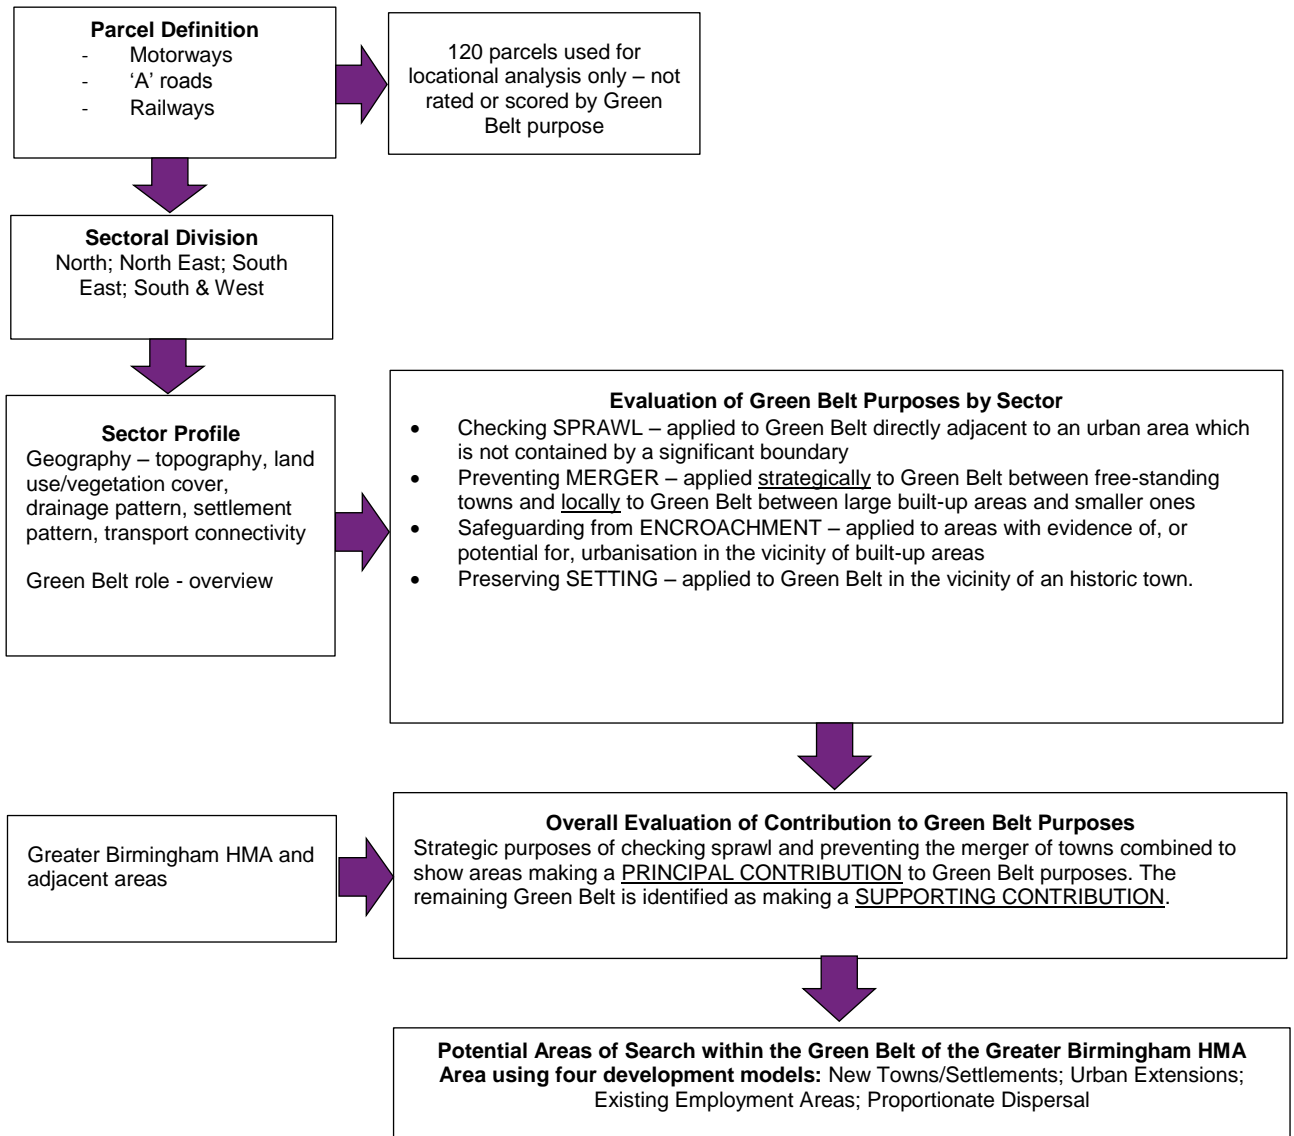 Parcel Definition
- Motorways
- ‘A’ roads
- Railways
120 parcels used for
locational analysis only – not
rated or scored by Green
Belt purpose
Sectoral Division
North; North East; South
East; South & West
Sector Profile
Geography – topography, land
use/vegetation cover,
drainage pattern, settlement
pattern, transport connectivity
Green Belt role - overview
Evaluation of Green Belt Purposes by Sector
• Checking SPRAWL – applied to Green Belt directly adjacent to an urban area which
is not contained by a significant boundary
• Preventing MERGER – applied strategically to Green Belt between free-standing
towns and locally to Green Belt between large built-up areas and smaller ones
• Safeguarding from ENCROACHMENT – applied to areas with evidence of, or
potential for, urbanisation in the vicinity of built-up areas
• Preserving SETTING – applied to Green Belt in the vicinity of an historic town.
Greater Birmingham HMA and
adjacent areas
Overall Evaluation of Contribution to Green Belt Purposes
Strategic purposes of checking sprawl and preventing the merger of towns combined to
show areas making a PRINCIPAL CONTRIBUTION to Green Belt purposes. The
remaining Green Belt is identified as making a SUPPORTING CONTRIBUTION.
Potential Areas of Search within the Green Belt of the Greater Birmingham HMA
Area using four development models: New Towns/Settlements; Urban Extensions;
Existing Employment Areas; Proportionate Dispersal